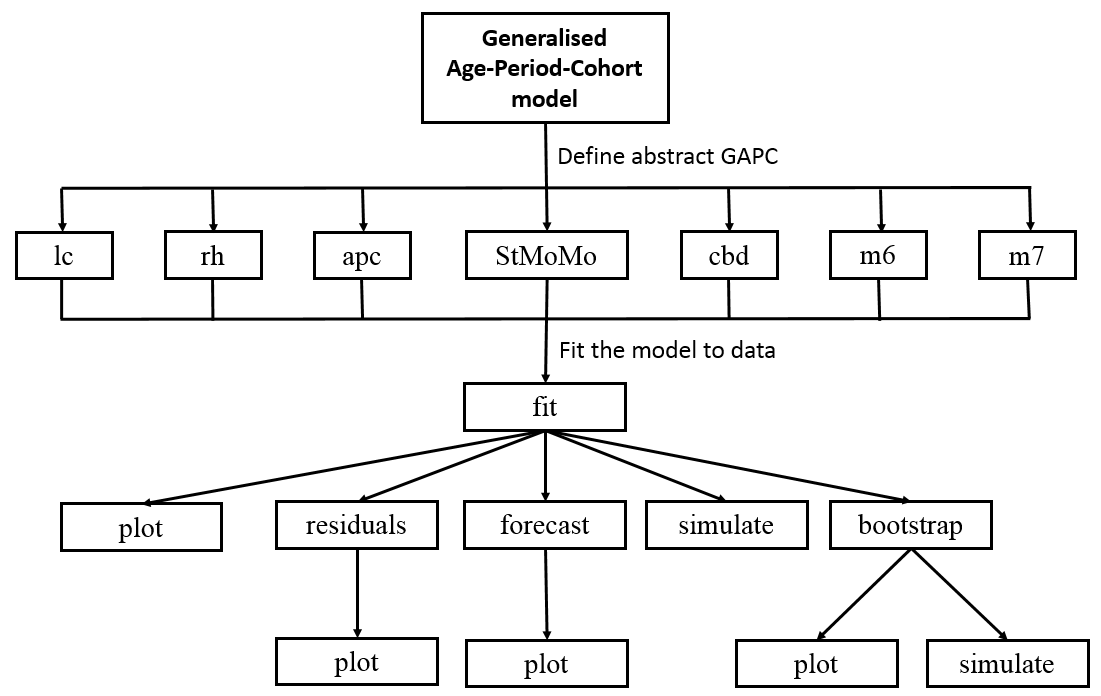 Generalised
Age-Period-Cohort
model
Define abstract GAPC
lc
rh
apc
StMoMo
cbd
m6
m7
Fit the model to data
fit
plot
residuals
forecast
simulate
bootstrap
plot
plot
plot
simulate